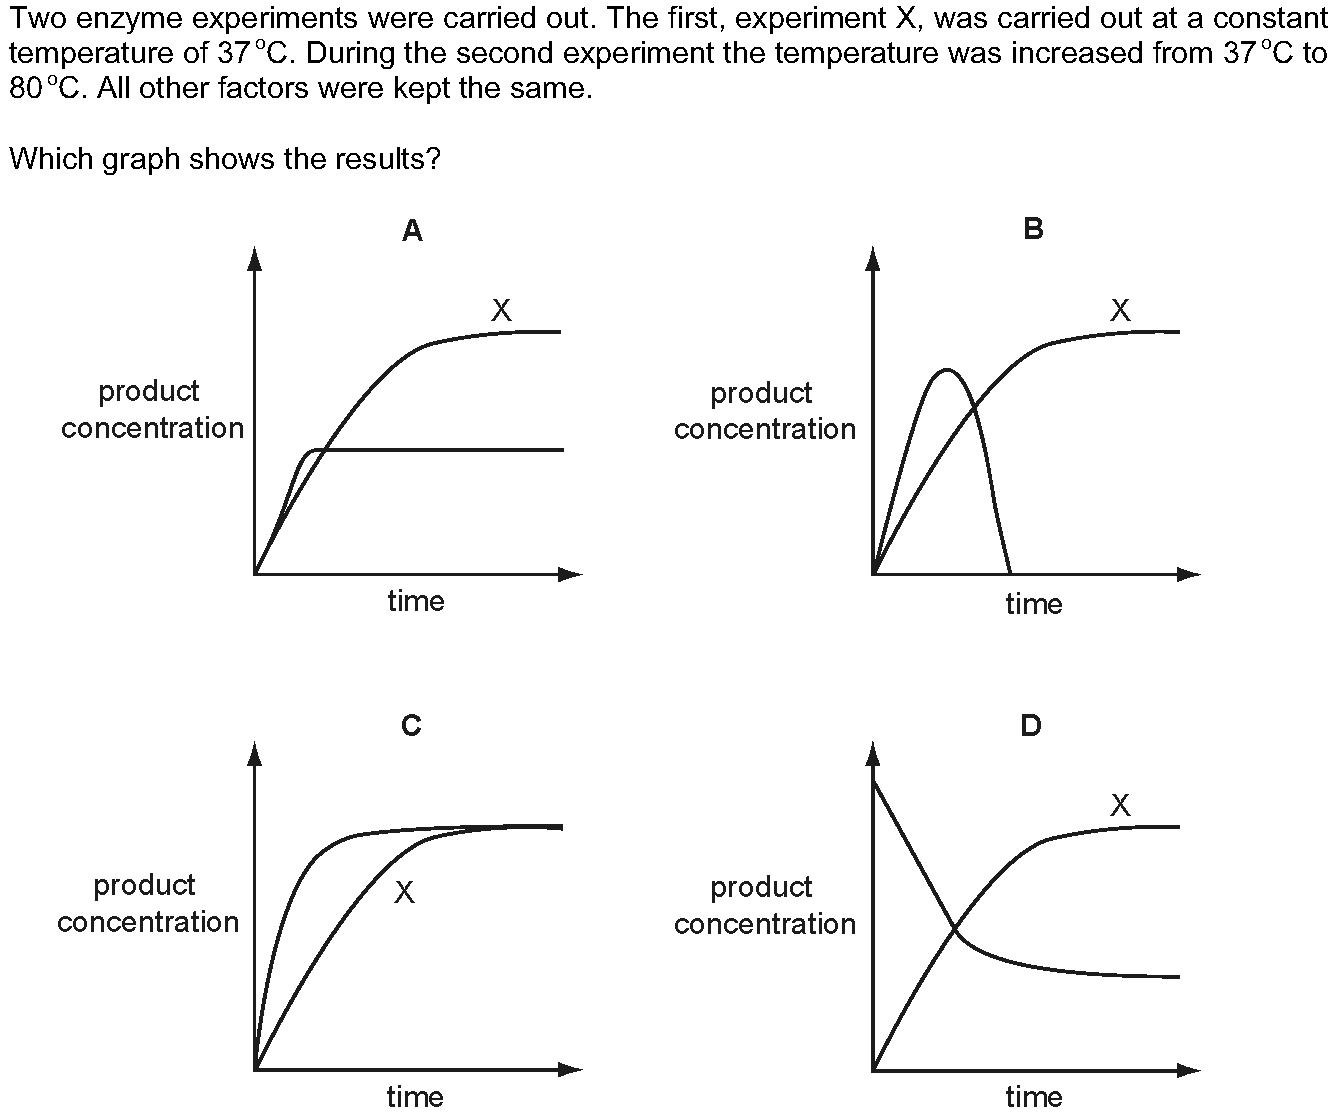 Two enzyme experiments were carried out. The first, experiment X, was carried out at a constant
temperature of 37 °C. During the second experiment the temperature was increased from 37 °C to
80 °C. All other factors were kept the same.
Which graph shows the results?
A
X
product
concentration
time
B
X
product
concentration
time
C
X
product
concentration
time
D
X
product
concentration
time